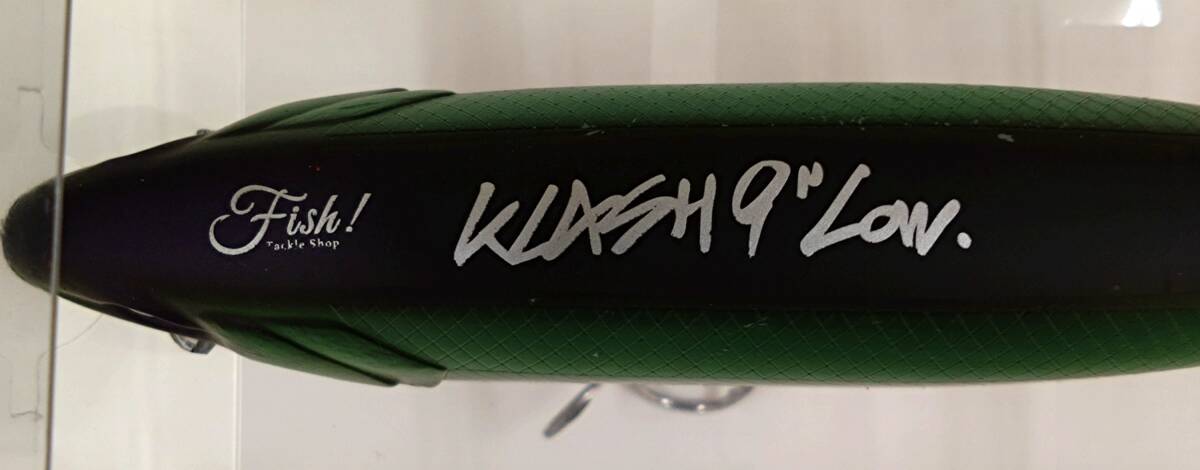 Fish!
Tackle Shop
KLASH 9" Low.